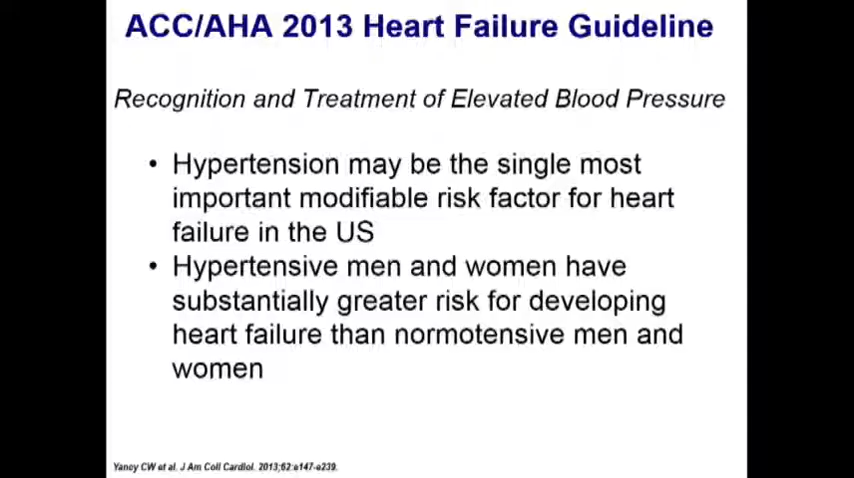 ACC/AHA 2013 Heart Failure Guideline
Recognition and Treatment of Elevated Blood Pressure
• Hypertension may be the single most
important modifiable risk factor for heart
failure in the US
• Hypertensive men and women have
substantially greater risk for developing
heart failure than normotensive men and
women
Yancy CW et al. J Am Coll Cardiol. 2013;62:e147-e239.